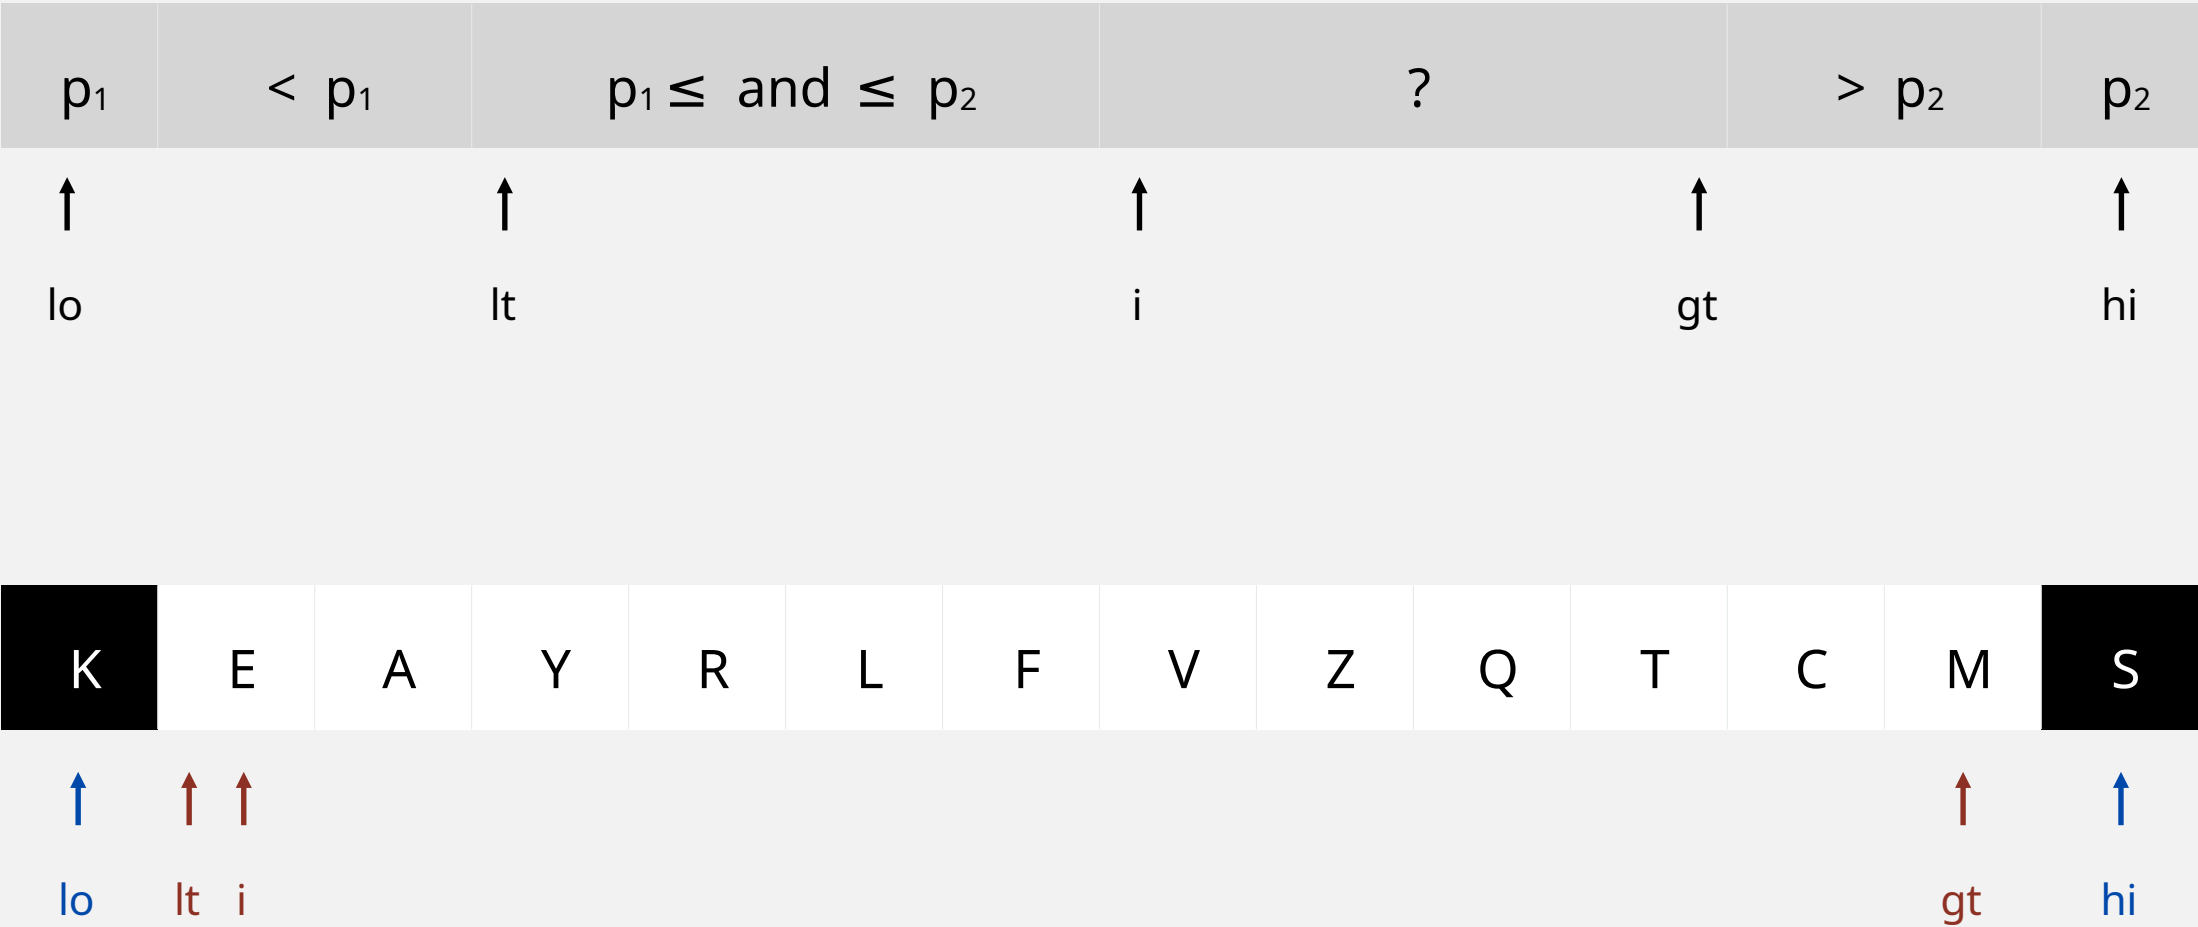 p₁ < p₁ p₁ ≤ and ≤ p₂ ? > p₂ p₂
lo lt i gt hi
K E A Y R L F V Z Q T C M S
lo lt i gt hi